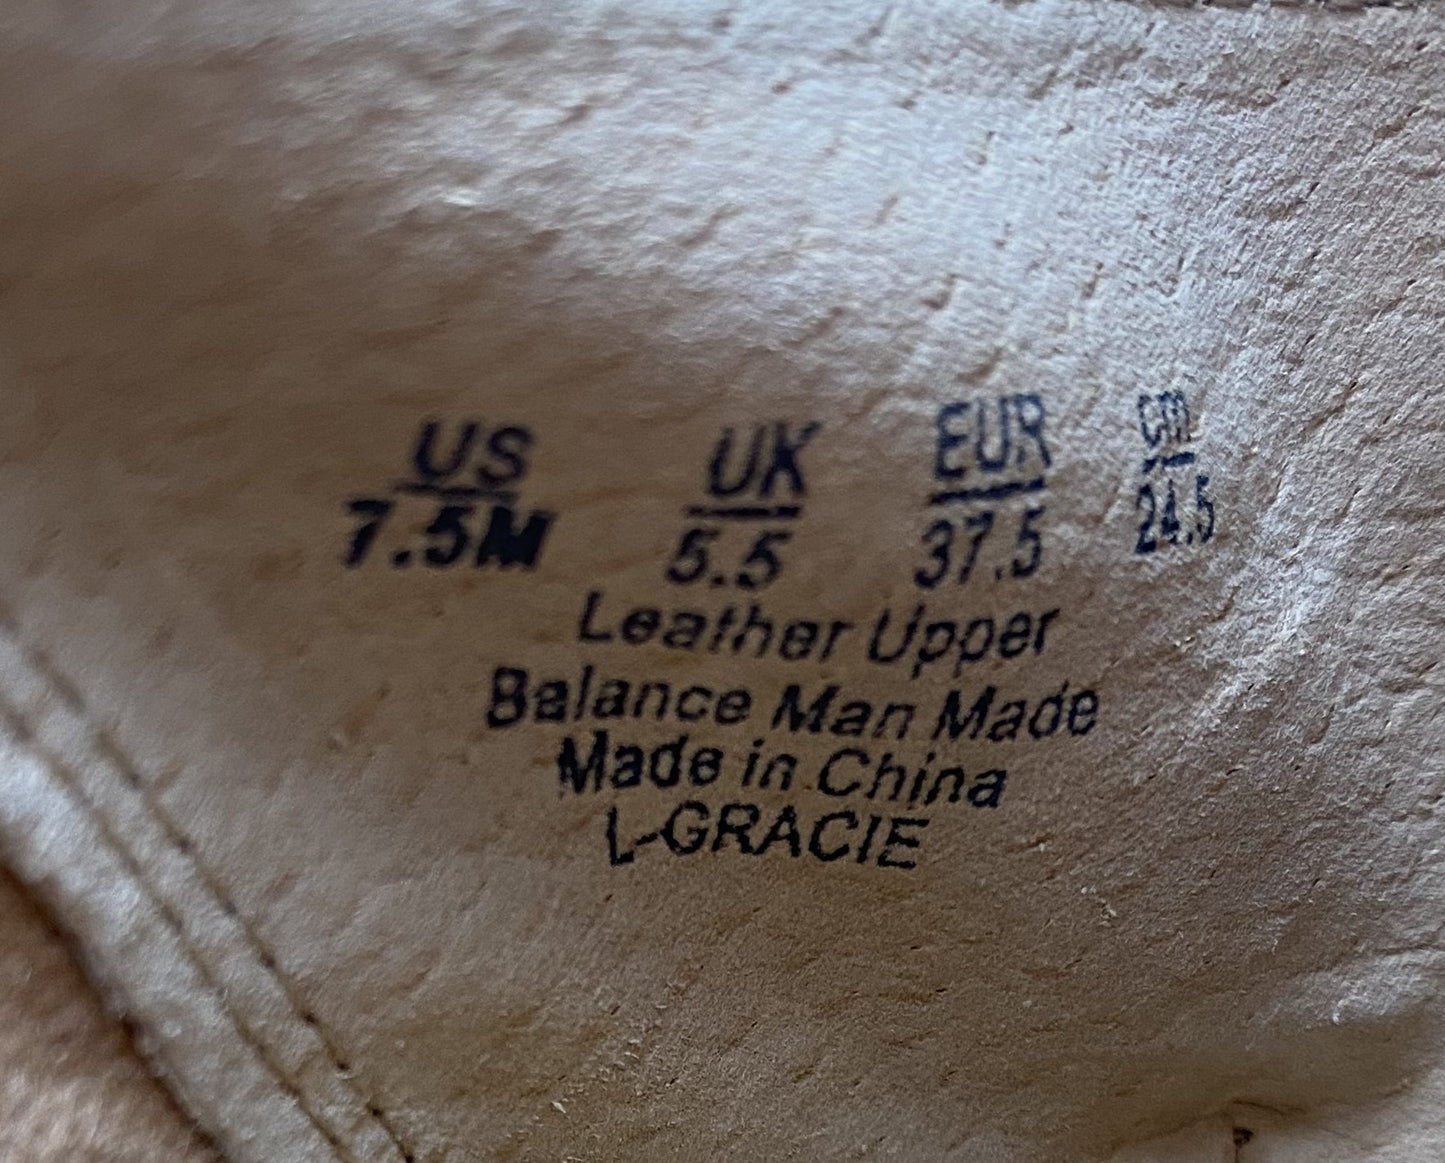 US UK EUR cm
7.5M 5.5 37.5 24.5
Leather Upper
Balance Man Made
Made in China
L-GRACIE